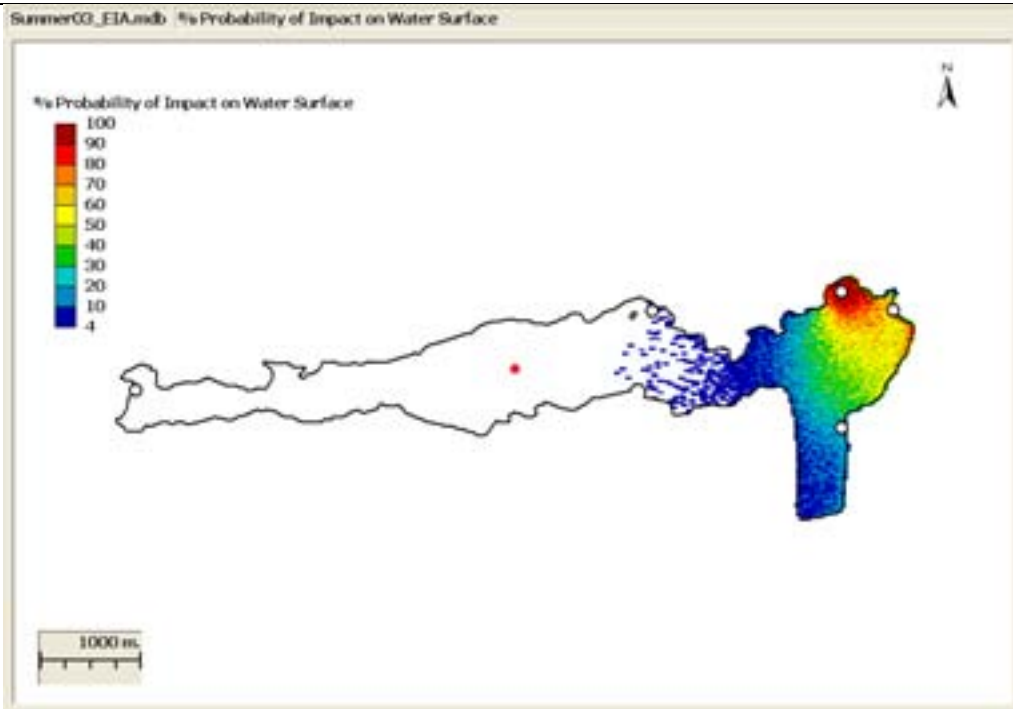 Summer03_EIA.mdb % Probability of Impact on Water Surface
N
% Probability of Impact on Water Surface
100
90
80
70
60
50
40
30
20
10
4
1000 m.